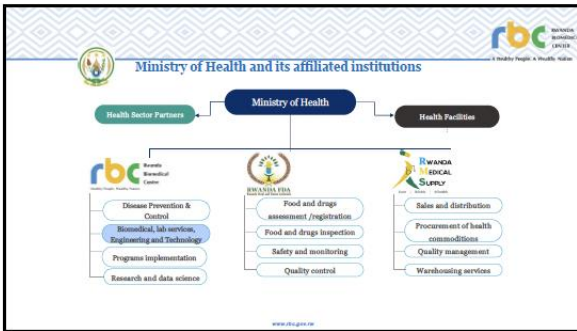 rbc
RWANDA
BIOMEDICAL
CENTER
A Healthy People. A Wealthy Nation
Ministry of Health and its affiliated institutions
Ministry of Health
Health Sector Partners
Health Facilities
rbc
Rwanda
Biomedical
Centre
Healthy People, Wealthy Nation
Disease Prevention &
Control
Biomedical, lab services,
Engineering and Technology
Programs implementation
Research and data science
RWANDA FDA
Food and drugs
assessment /registration
Food and drugs inspection
Safety and monitoring
Quality control
RWANDA
MEDICAL
SUPPLY
Sales and distribution
Procurement of health
commoditions
Quality management
Warehousing services
www.rbc.gov.rw